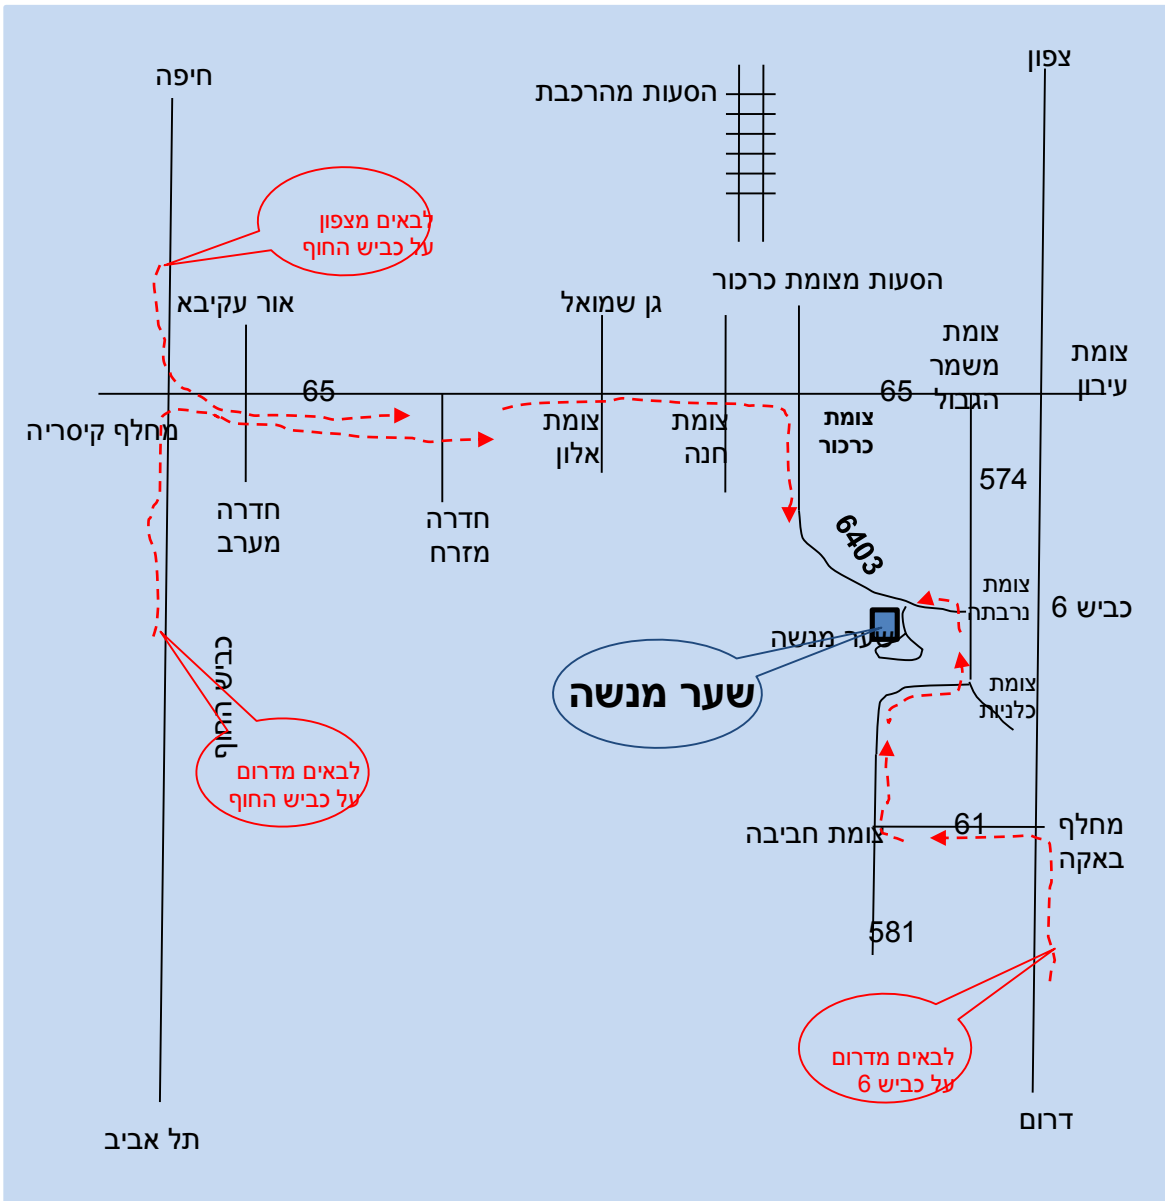 צפון
חיפה
הסעות מהרכבת
לבאים מצפון
על כביש החוף
הסעות מצומת כרכור
אור עקיבא
גן שמואל
צומת
משמר
הגבול
צומת
עירון
65
65
מחלף קיסריה
צומת
אלון
צומת
חנה
צומת
כרכור
574
חדרה
מערב
חדרה
מזרח
6403
צומת
נרבתה
כביש 6
שער מנשה
שער מנשה
צומת
כלניות
כביש החוף
לבאים מדרום
על כביש החוף
61
מחלף
באקה
צומת חביבה
581
לבאים מדרום
על כביש 6
דרום
תל אביב